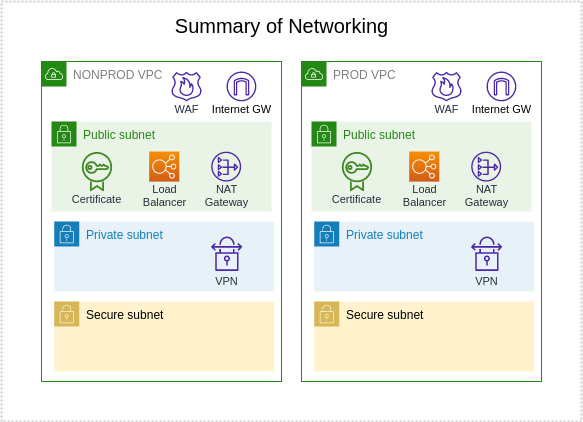 Summary of Networking
NONPROD VPC
WAF
Internet GW
Public subnet
Certificate
Load
Balancer
NAT
Gateway
Private subnet
VPN
Secure subnet
PROD VPC
WAF
Internet GW
Public subnet
Certificate
Load
Balancer
NAT
Gateway
Private subnet
VPN
Secure subnet